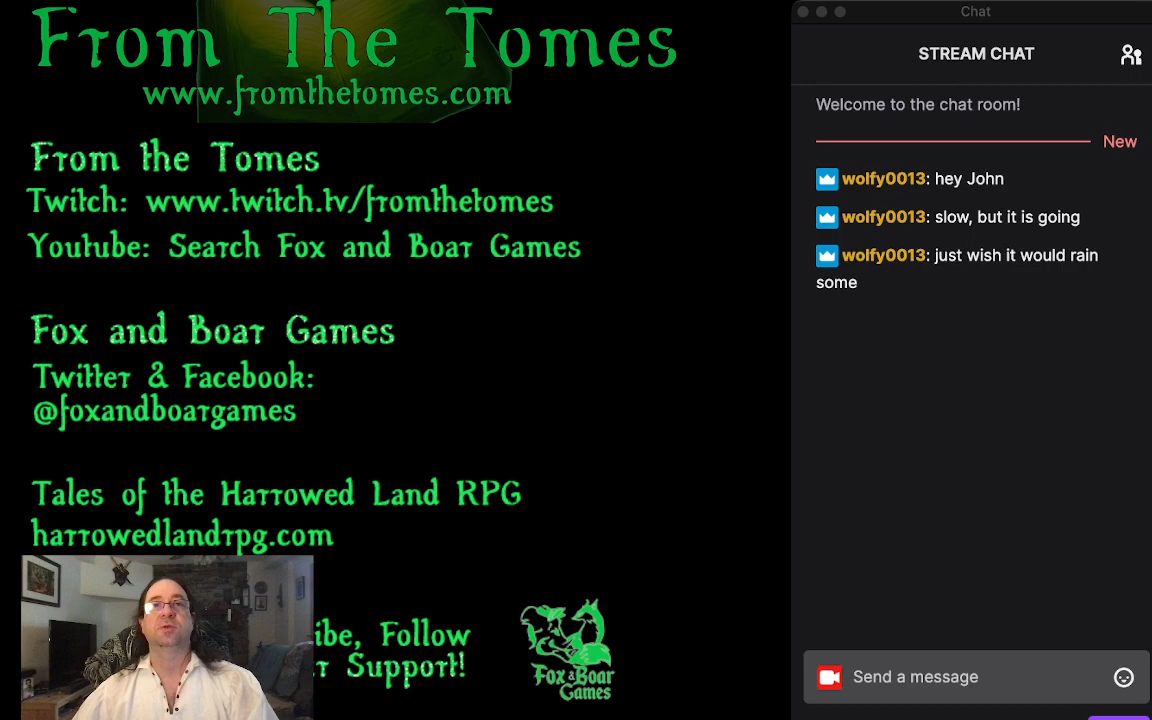 From The Tomes
www.fromthetomes.com
From the Tomes
Twitch: www.twitch.tv/fromthetomes
Youtube: Search Fox and Boar Games
Fox and Boar Games
Twitter & Facebook:
@foxandboargames
Tales of the Harrowed Land RPG
harrowedlandrpg.com
Follow
Support!
Fox & Boar
Games
Chat
STREAM CHAT
Welcome to the chat room!
New
wolfy0013: hey John
wolfy0013: slow, but it is going
wolfy0013: just wish it would rain
some
Send a message